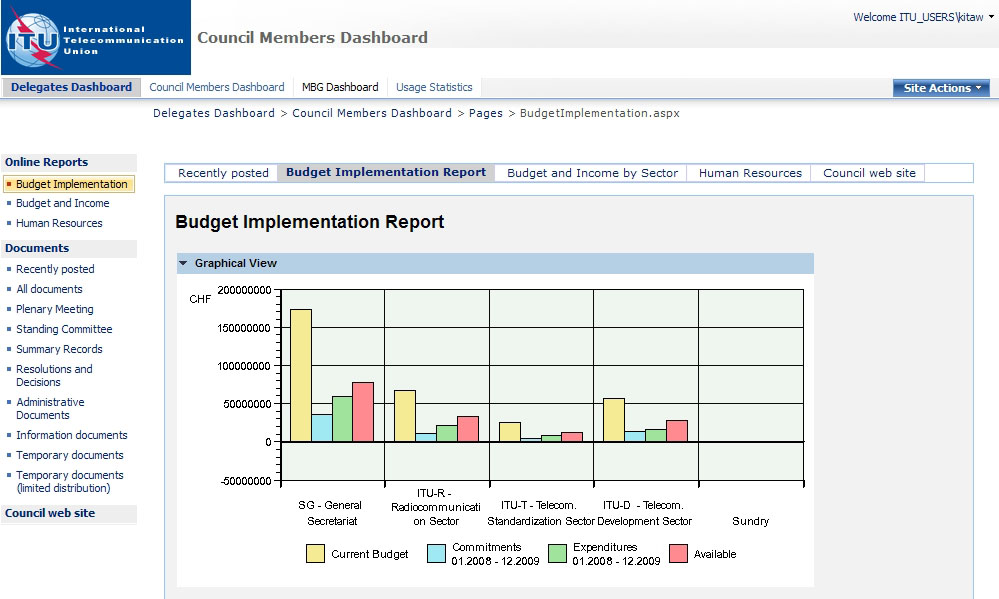 International
Telecommunication
Union
ITU
Council Members Dashboard
Welcome ITU_USERS\kitaw
Delegates Dashboard
Council Members Dashboard
MBG Dashboard
Usage Statistics
Site Actions
Delegates Dashboard > Council Members Dashboard > Pages > BudgetImplementation.aspx
Online Reports
Budget Implementation
Budget and Income
Human Resources
Documents
Recently posted
All documents
Plenary Meeting
Standing Committee
Summary Records
Resolutions and
Decisions
Administrative
Documents
Information documents
Temporary documents
Temporary documents
(limited distribution)
Council web site
Recently posted
Budget Implementation Report
Budget and Income by Sector
Human Resources
Council web site
Budget Implementation Report
Graphical View
CHF
200000000
150000000
100000000
50000000
0
-50000000
SG - General
Secretariat
ITU-R -
Radiocommunicati
on Sector
ITU-T - Telecom.
Standardization Sector
ITU-D - Telecom.
Development Sector
Sundry
Current Budget
Commitments
01.2008 - 12.2009
Expenditures
01.2008 - 12.2009
Available